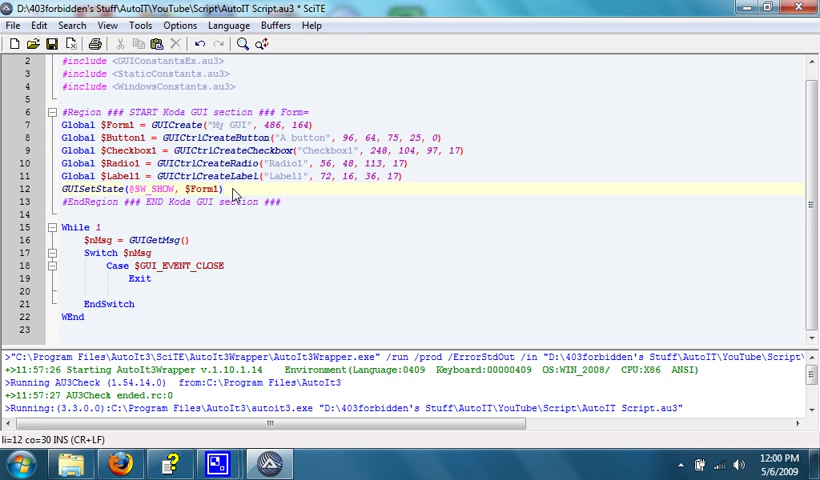 D:\403forbidden's Stuff\AutoIT\YouTube\Script\AutoIT Script.au3 * SciTE
File Edit Search View Tools Options Language Buffers Help
2 #include <GUIConstantsEx.au3>
3 #include <StaticConstants.au3>
4 #include <WindowsConstants.au3>
5
6 #Region ### START Koda GUI section ### Form=
7 Global $Form1 = GUICreate("My GUI", 486, 164)
8 Global $Button1 = GUICtrlCreateButton("A button", 96, 64, 75, 25, 0)
9 Global $Checkbox1 = GUICtrlCreateCheckbox("Checkbox1", 248, 104, 97, 17)
10 Global $Radio1 = GUICtrlCreateRadio("Radio1", 56, 48, 113, 17)
11 Global $Label1 = GUICtrlCreateLabel("Label1", 72, 16, 36, 17)
12 GUISetState(@SW_SHOW, $Form1)
13 #EndRegion ### END Koda GUI section ###
14
15 While 1
16 $nMsg = GUIGetMsg()
17 Switch $nMsg
18 Case $GUI_EVENT_CLOSE
19 Exit
20
21 EndSwitch
22 WEnd
23
>"C:\Program Files\AutoIt3\SciTE\AutoIt3Wrapper\AutoIt3Wrapper.exe" /run /prod /ErrorStdOut /in "D:\403forbidden's Stuff\AutoIT\YouTube\Script\
+>11:57:26 Starting AutoIt3Wrapper v.1.10.1.14 Environment(Language:0409 Keyboard:00000409 OS:WIN_2008/ CPU:X86 ANSI)
>Running AU3Check (1.54.14.0) from:C:\Program Files\AutoIt3
+>11:57:27 AU3Check ended.rc:0
>Running:(3.3.0.0):C:\Program Files\AutoIt3\autoit3.exe "D:\403forbidden's Stuff\AutoIT\YouTube\Script\AutoIT Script.au3"
li=12 co=30 INS (CR+LF)
12:00 PM
5/6/2009